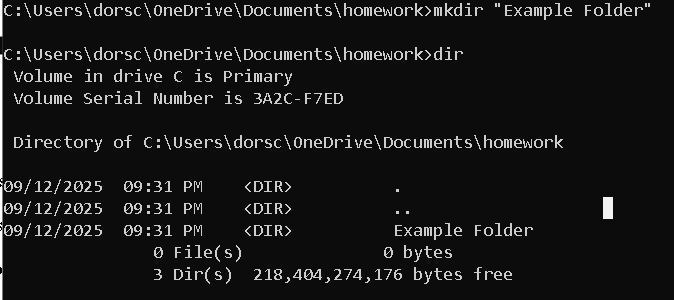 C:\Users\dorsc\OneDrive\Documents\homework>mkdir "Example Folder"
C:\Users\dorsc\OneDrive\Documents\homework>dir
 Volume in drive C is Primary
 Volume Serial Number is 3A2C-F7ED
 Directory of C:\Users\dorsc\OneDrive\Documents\homework
09/12/2025  09:31 PM    <DIR>          .
09/12/2025  09:31 PM    <DIR>          ..
09/12/2025  09:31 PM    <DIR>          Example Folder
               0 File(s)              0 bytes
               3 Dir(s)  218,404,274,176 bytes free